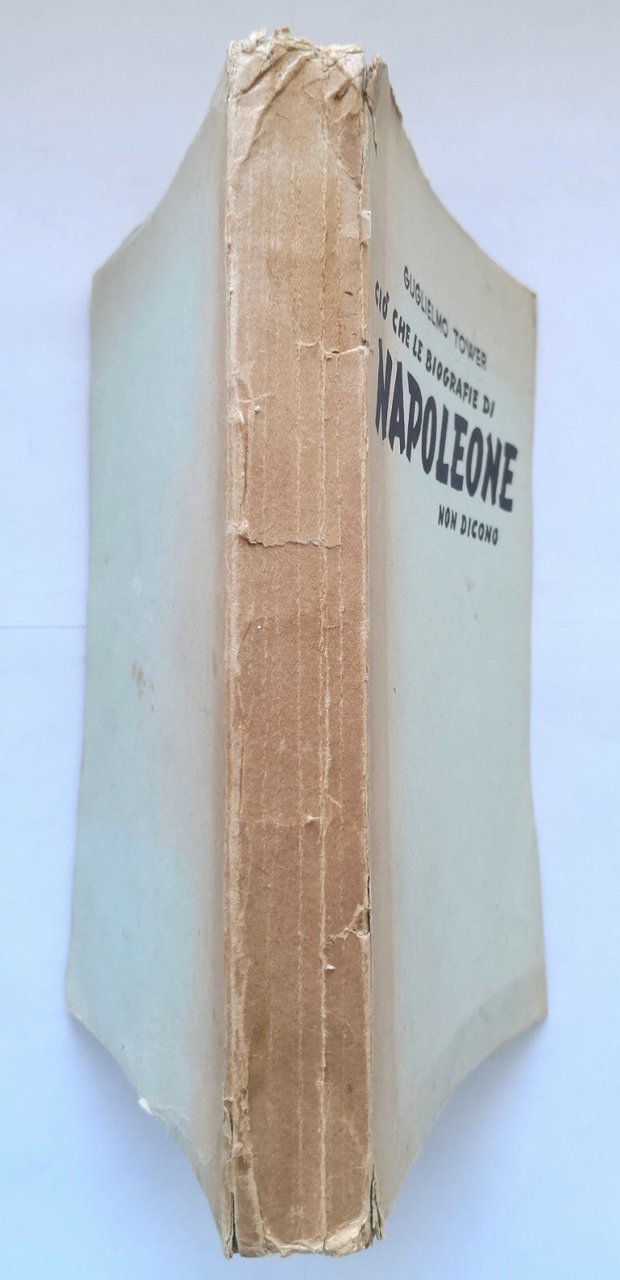 GUGLIELMO TOWER
CIÒ CHE LE BIOGRAFIE DI
NAPOLEONE
NON DICONO